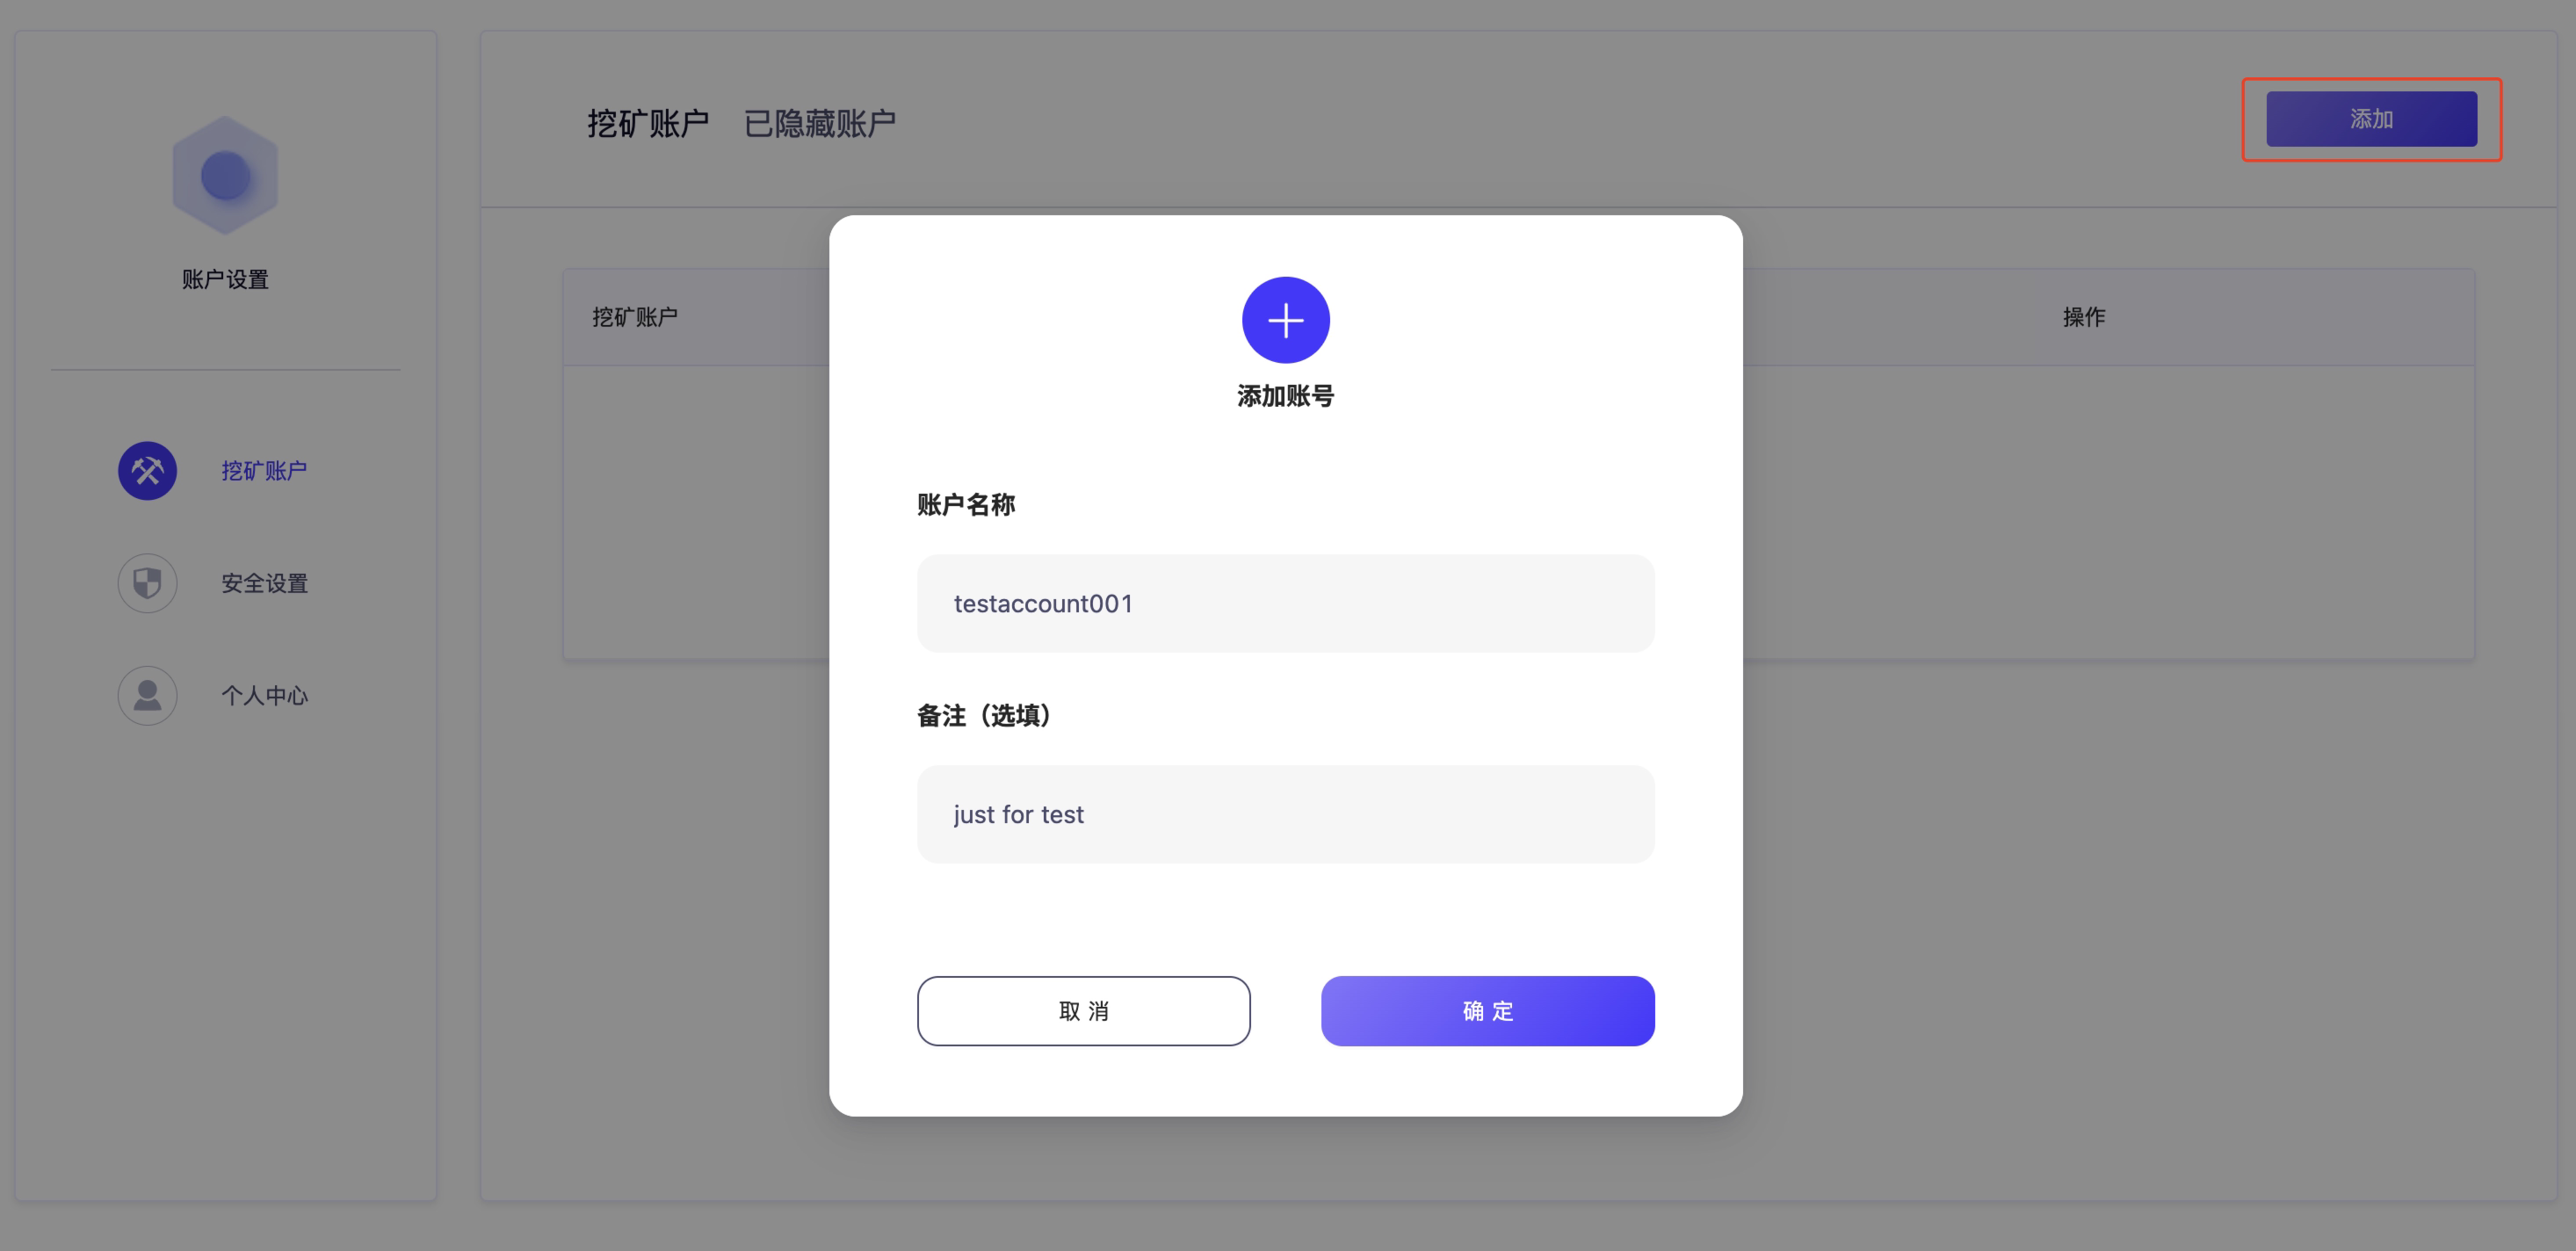 账户设置
挖矿账户
安全设置
个人中心
挖矿账户 已隐藏账户
添加
挖矿账户 操作
添加账号
账户名称
testaccount001
备注（选填）
just for test
取 消 确 定